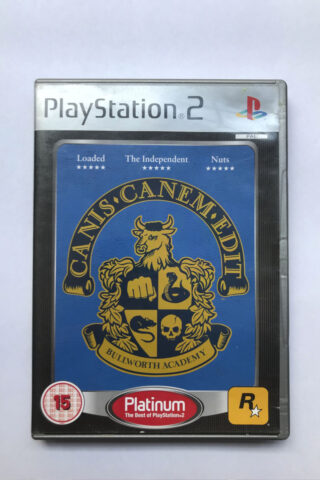 PlayStation®2
PAL
Loaded The Independent Nuts
★★★★★ ★★★★★ ★★★★★
CANIS·CANEM·EDIT
BULLWORTH ACADEMY
15
Platinum
The Best of PlayStation®2
R★